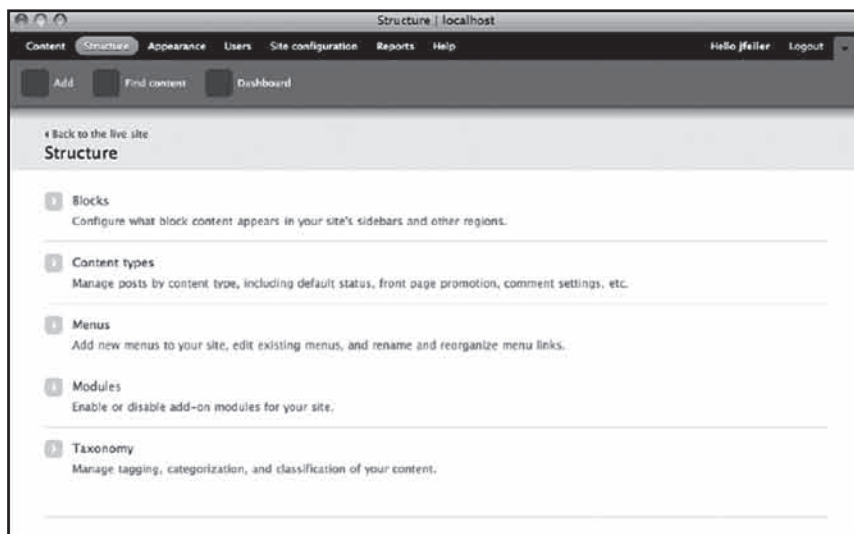 Structure | localhost
Content Structure Appearance Users Site configuration Reports Help Hello jfeiler Logout
Add Find content Dashboard
Back to the live site
Structure
Blocks
Configure what block content appears in your site's sidebars and other regions.
Content types
Manage posts by content type, including default status, front page promotion, comment settings, etc.
Menus
Add new menus to your site, edit existing menus, and rename and reorganize menu links.
Modules
Enable or disable add-on modules for your site.
Taxonomy
Manage tagging, categorization, and classification of your content.